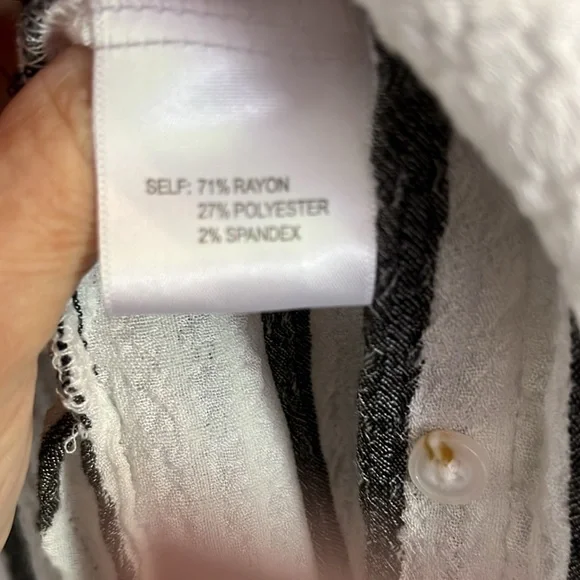 SELF: 71% RAYON
27% POLYESTER
2% SPANDEX